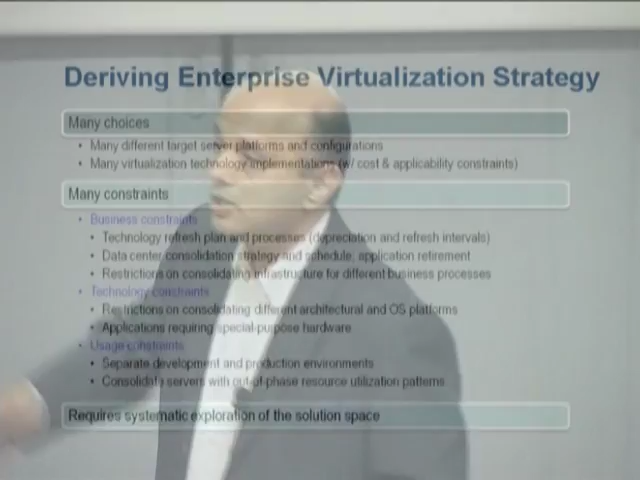 Deriving Enterprise Virtualization Strategy
Many choices
• Many different target server platforms and configurations
• Many virtualization technology implementations (w/ cost & applicability constraints)
Many constraints
• Business constraints
• Technology refresh plan and processes (depreciation and refresh intervals)
• Data center consolidation strategy and schedule, application retirement
• Restrictions on consolidating infrastructure for different business processes
• Technology constraints
• Restrictions on consolidating different architectural and OS platforms
• Applications requiring special-purpose hardware
• Usage constraints
• Separate development and production environments
• Consolidate servers with out-of-phase resource utilization patterns
Requires systematic exploration of the solution space